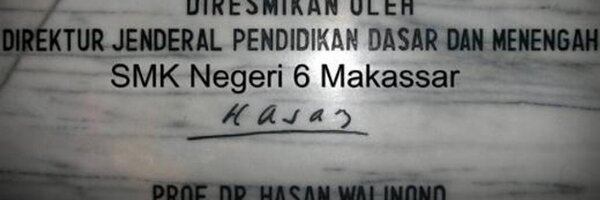 DIRESMIKAN OLEH
DIREKTUR JENDERAL PENDIDIKAN DASAR DAN MENENGAH
SMK Negeri 6 Makassar
Hasan
PROF. DR. HASAN WALINONO